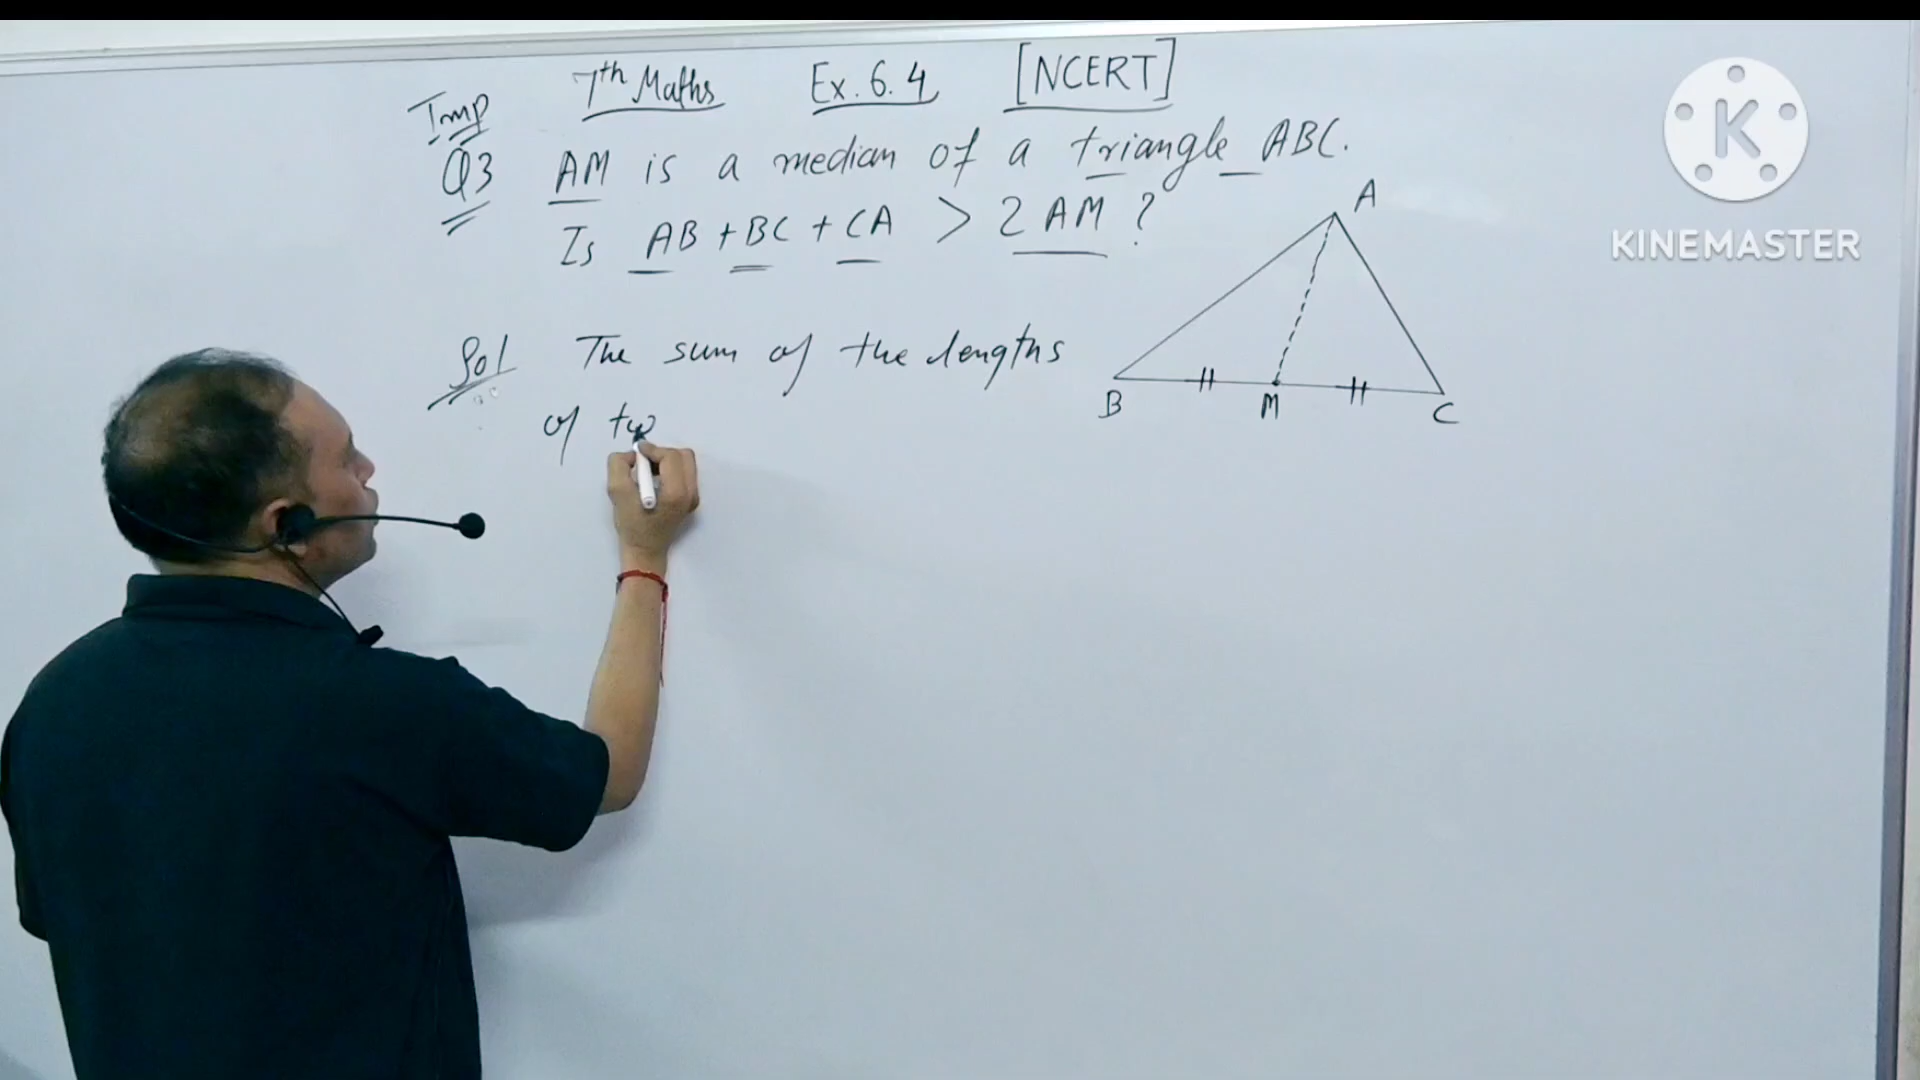 7th Maths Ex. 6.4 [NCERT]
Imp
Q3 AM is a median of a triangle ABC.
Is AB + BC + CA > 2 AM ?
Sol The sum of the lengths
of two
A
B M C
K
KINEMASTER